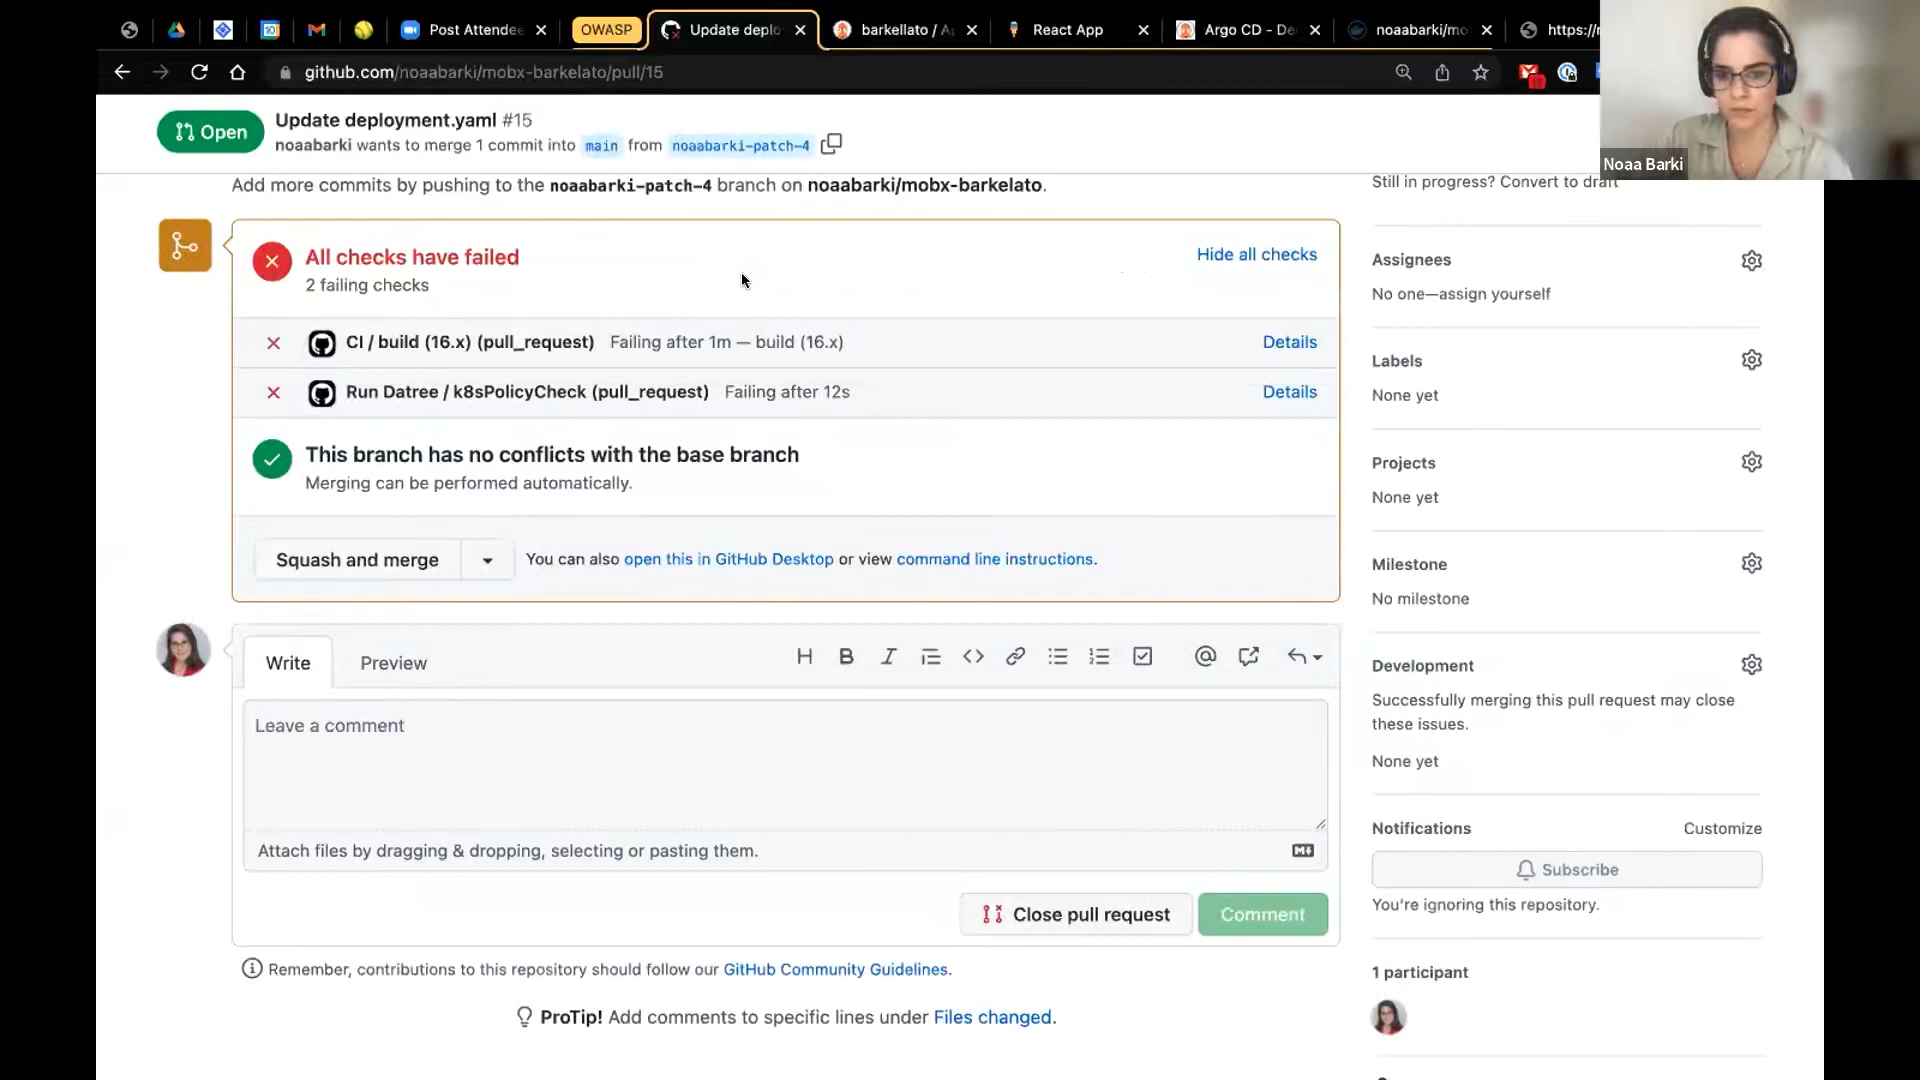 Post Attendee
OWASP
Update deplo
barkellato / A
React App
Argo CD - De
noaabarki/mo
https://
github.com/noaabarki/mobx-barkelato/pull/15
Noaa Barki
Open
Update deployment.yaml #15
noaabarki wants to merge 1 commit into main from noaabarki-patch-4
Add more commits by pushing to the noaabarki-patch-4 branch on noaabarki/mobx-barkelato.
All checks have failed
2 failing checks
Hide all checks
CI / build (16.x) (pull_request) Failing after 1m — build (16.x) Details
Run Datree / k8sPolicyCheck (pull_request) Failing after 12s Details
This branch has no conflicts with the base branch
Merging can be performed automatically.
Squash and merge
You can also open this in GitHub Desktop or view command line instructions.
Write
Preview
Leave a comment
Attach files by dragging & dropping, selecting or pasting them.
Close pull request
Comment
Remember, contributions to this repository should follow our GitHub Community Guidelines.
ProTip! Add comments to specific lines under Files changed.
Still in progress? Convert to draft
Assignees
No one—assign yourself
Labels
None yet
Projects
None yet
Milestone
No milestone
Development
Successfully merging this pull request may close
these issues.
None yet
Notifications
Customize
Subscribe
You're ignoring this repository.
1 participant